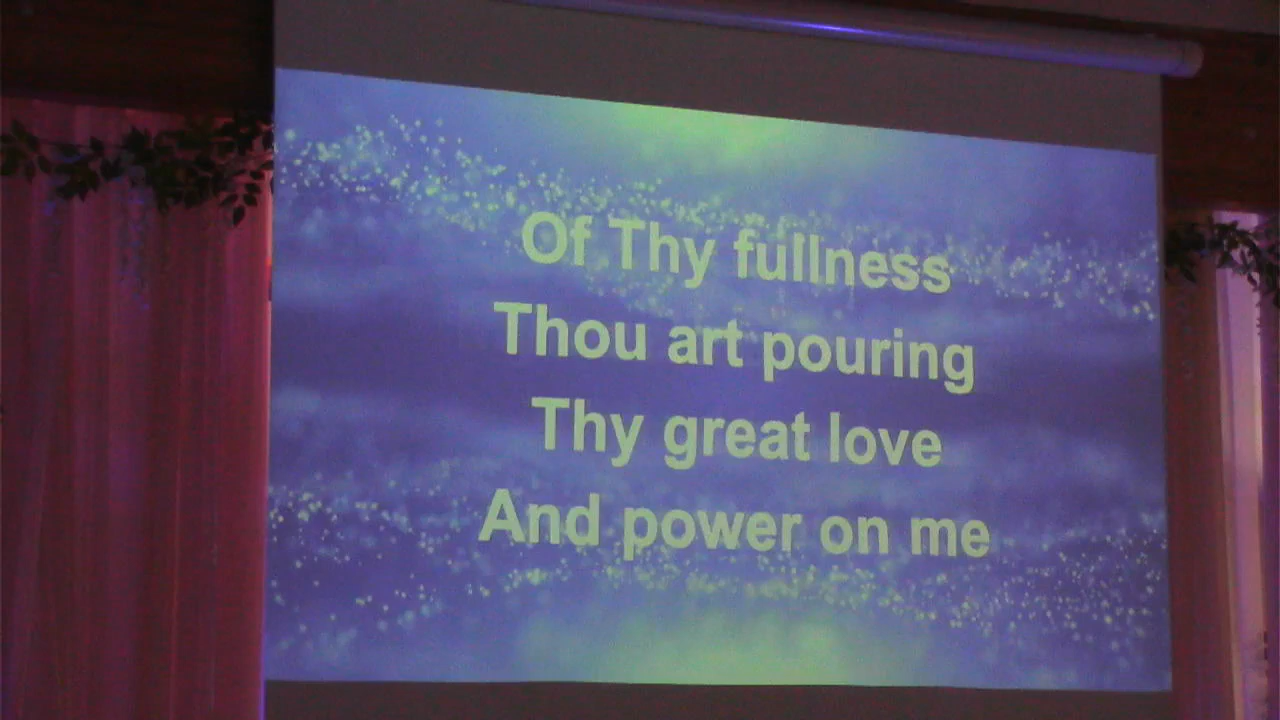 Of Thy fullness
Thou art pouring
Thy great love
And power on me